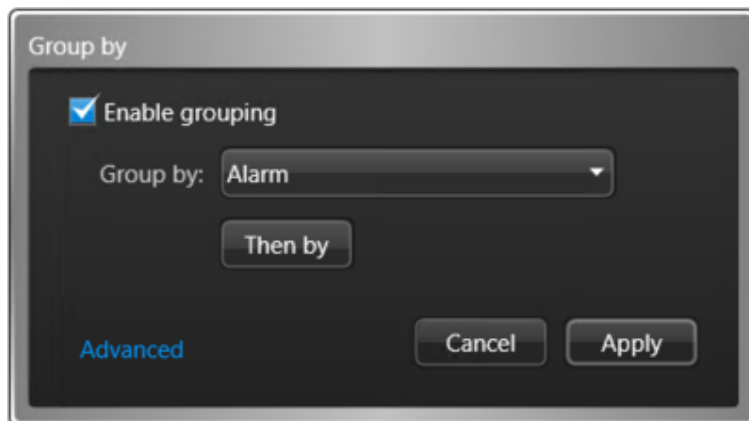 Group by
Enable grouping
Group by: Alarm
Then by
Advanced Cancel Apply